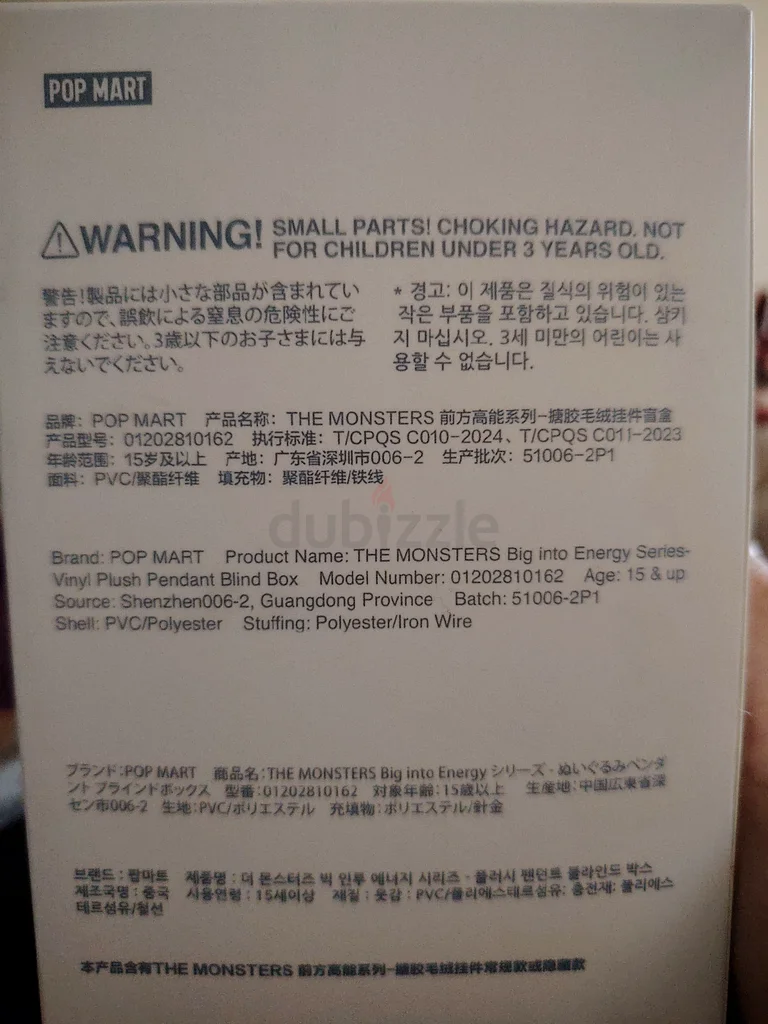 POP MART
⚠WARNING! SMALL PARTS! CHOKING HAZARD. NOT
FOR CHILDREN UNDER 3 YEARS OLD.
警告!製品には小さな部品が含まれてい
ますので、誤飲による窒息の危険性にご
注意ください。3歳以下のお子さまには与
えないでください。
* 경고: 이 제품은 질식의 위험이 있는
작은 부품을 포함하고 있습니다. 삼키
지 마십시오. 3세 미만의 어린이는 사
용할 수 없습니다.
品牌: POP MART 产品名称: THE MONSTERS 前方高能系列-搪胶毛绒挂件盲盒
产品型号: 01202810162 执行标准: T/CPQS C010-2024、T/CPQS C011-2023
年龄范围: 15岁及以上 产地: 广东省深圳市006-2 生产批次: 51006-2P1
面料: PVC/聚酯纤维 填充物: 聚酯纤维/铁线
dubizzle
Brand: POP MART Product Name: THE MONSTERS Big into Energy Series-
Vinyl Plush Pendant Blind Box Model Number: 01202810162 Age: 15 & up
Source: Shenzhen006-2, Guangdong Province Batch: 51006-2P1
Shell: PVC/Polyester Stuffing: Polyester/Iron Wire
ブランド:POP MART 商品名:THE MONSTERS Big into Energy シリーズ - ぬいぐるみペンダ
ント ブラインドボックス 型番:01202810162 対象年齢:15歳以上 生産地:中国広東省深
セン市006-2 生地:PVC/ポリエステル 充填物:ポリエステル/針金
브랜드 : 팝마트 제품명 : 더 몬스터즈 빅 인투 에너지 시리즈 - 플러시 팬던트 블라인드 박스
제조국명 : 중국 사용연령 : 15세이상 재질 : 겉감 : PVC/폴리에스테르섬유; 충전재: 폴리에스
테르섬유/철선
本产品含有THE MONSTERS 前方高能系列-搪胶毛绒挂件常规款或隐藏款